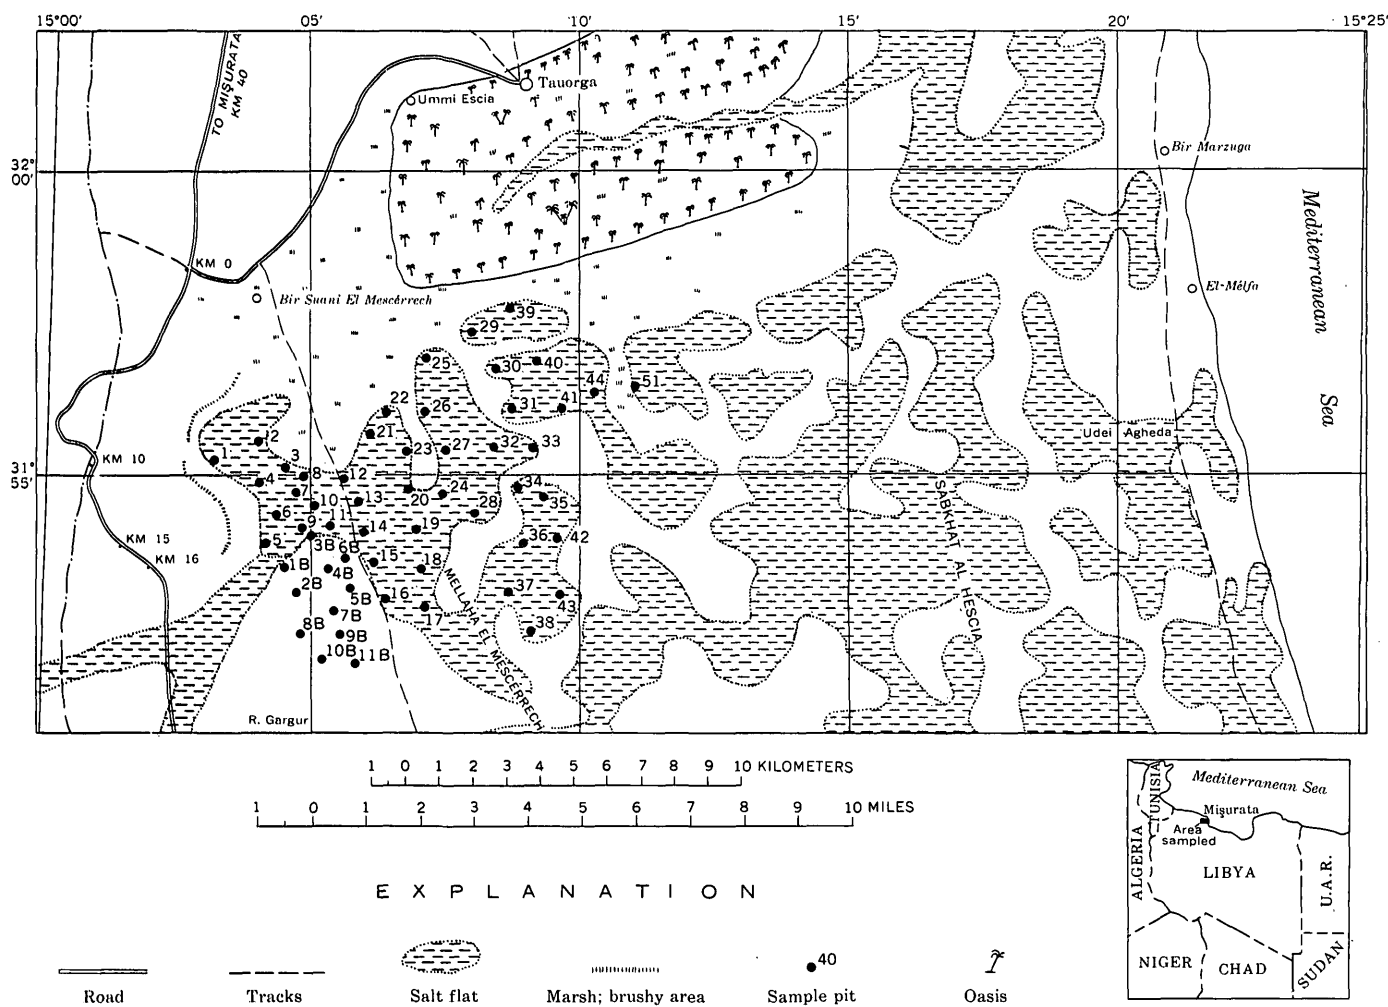 15°00'
05'
10'
15'
20'
15°25'
TO MIṢURATA
KM 40
Tauorga
Ummi Escia
Bir Marzuga
32°
00'
Mediterranean
Sea
KM 0
Bir Suani El Mescérrech
El-Mélfa
39
29
25
30
40
44
51
22
26
31
41
Udei Agheda
2
21
1
3
23
27
32
33
KM 10
31°
55'
4
8
12
7
20
24
34
10
13
35
6
28
9
11
14
19
36
42
KM 15
5
3B
6B
KM 16
1B
4B
15
18
2B
3
5B
16
37
43
7B
17
8B
9B
38
10B
11B
MELLAHA EL MESCERRECH
SABKHAT AL HESCIA
R. Gargur
1 0 1 2 3 4 5 6 7 8 9 10 KILOMETERS
1 0 1 2 3 4 5 6 7 8 9 10 MILES
EXPLANATION
Road
Tracks
Salt flat
Marsh; brushy area
40
Sample pit
Oasis
Mediterranean Sea
TUNISIA
Miṣurata
Area
sampled
ALGERIA
LIBYA
U.A.R.
NIGER
CHAD
SUDAN